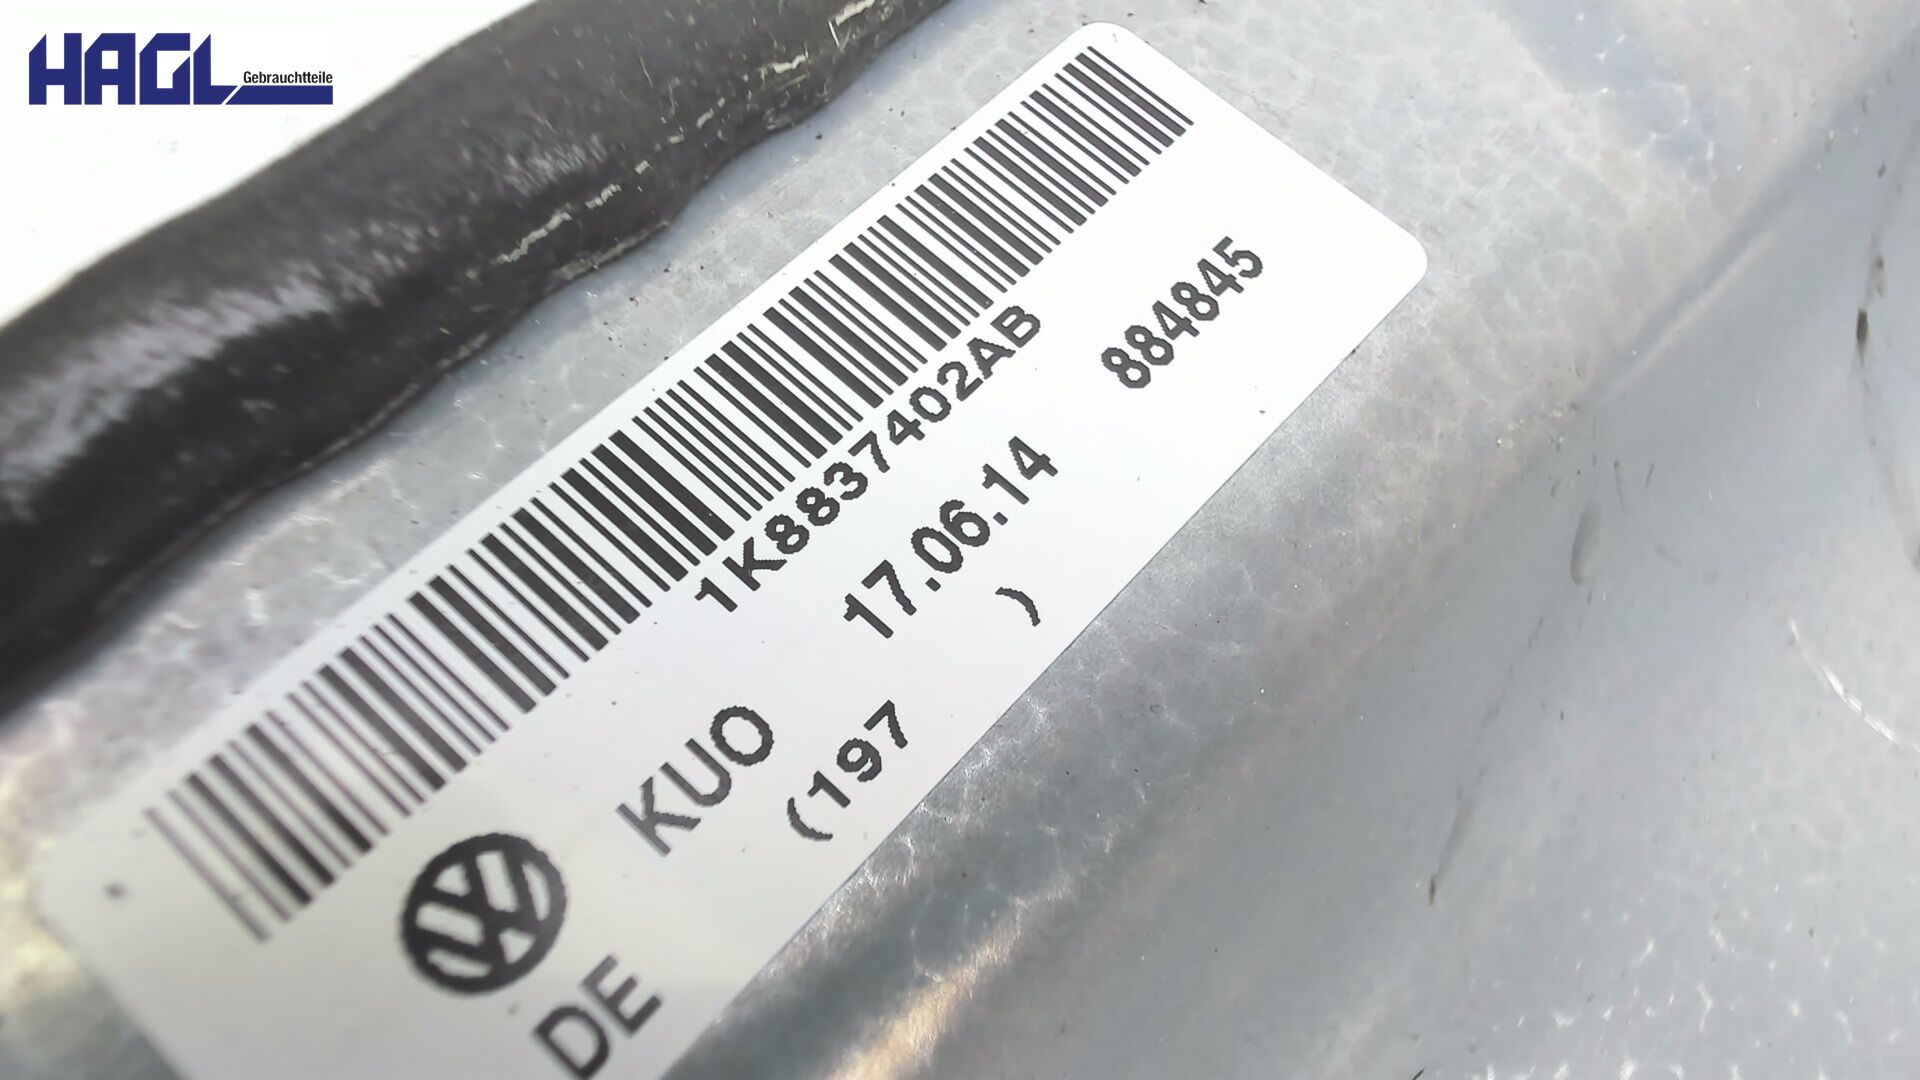 HAGL
Gebrauchtteile
1K8837402AB
KUO 17.06.14 884845
(197 )
DE